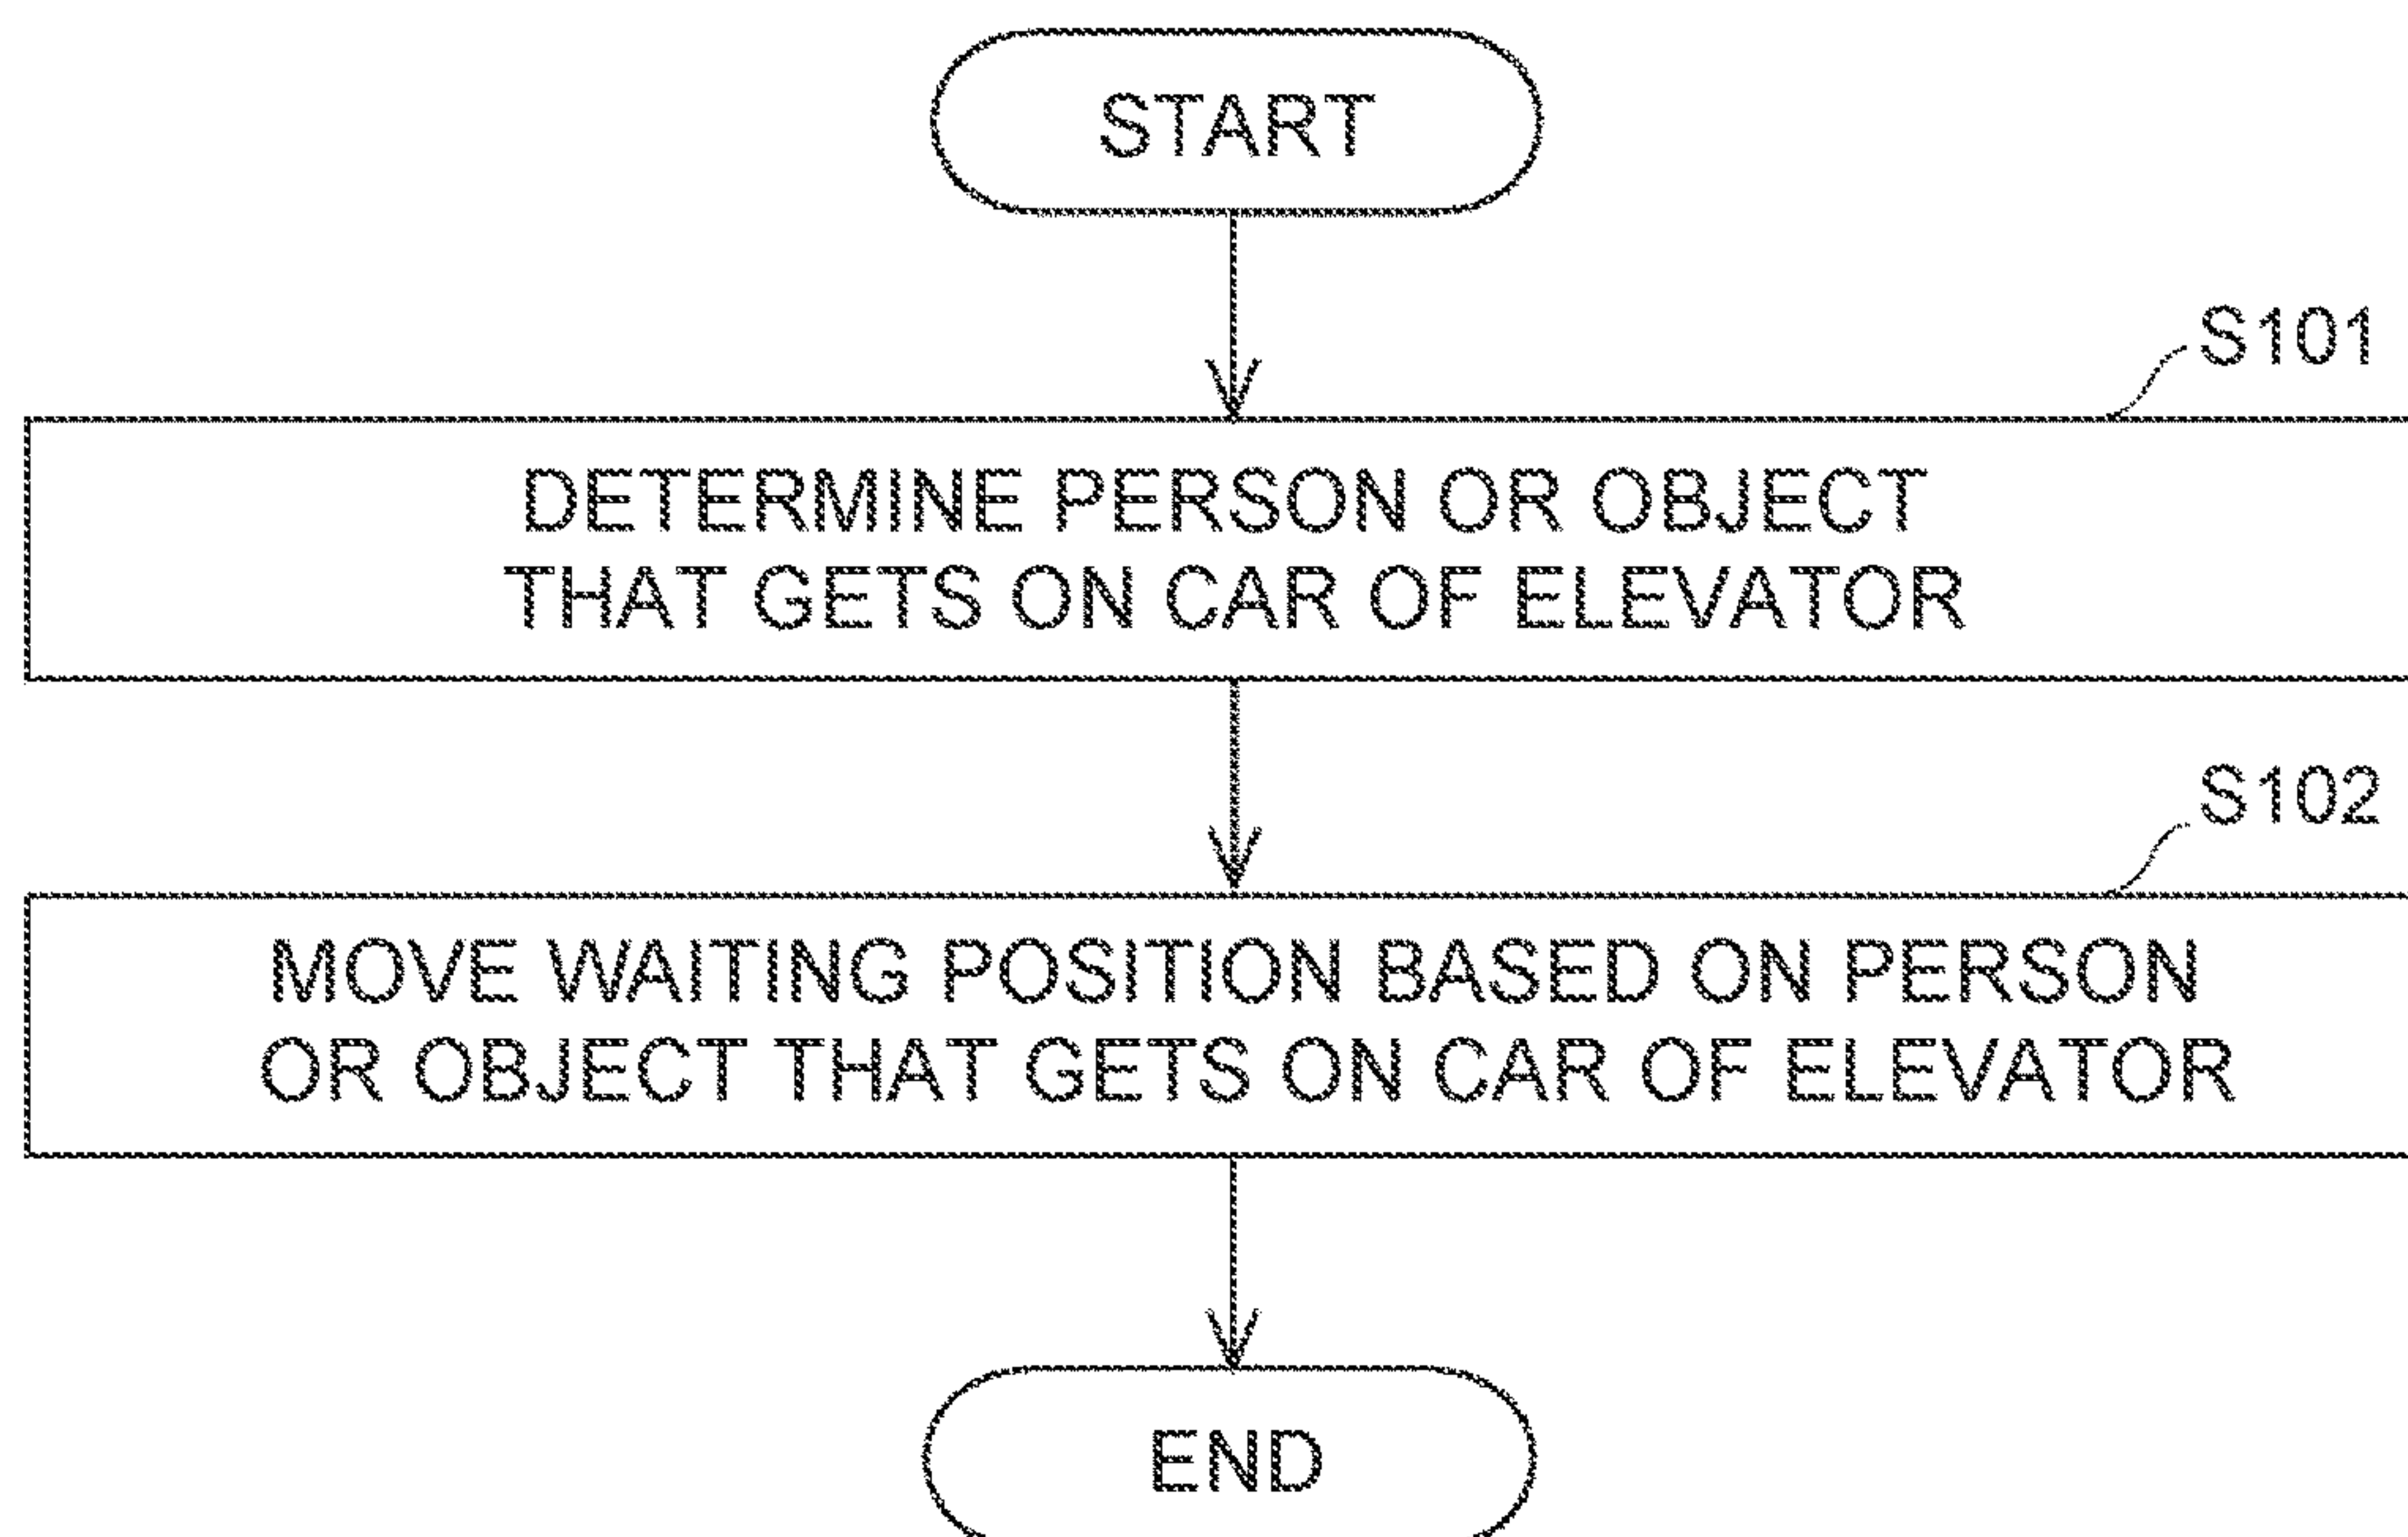 START
S101
DETERMINE PERSON OR OBJECT
THAT GETS ON CAR OF ELEVATOR
S102
MOVE WAITING POSITION BASED ON PERSON
OR OBJECT THAT GETS ON CAR OF ELEVATOR
END